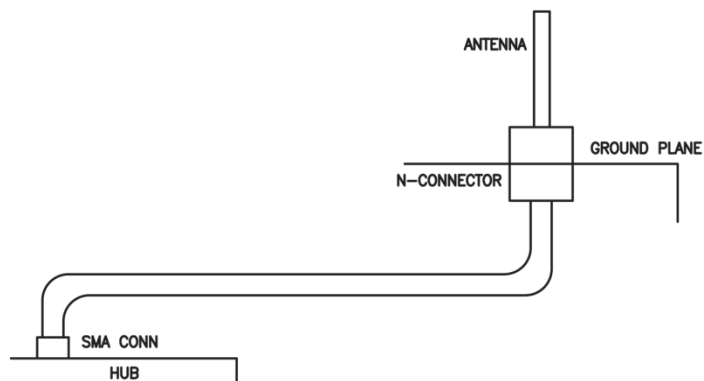 ANTENNA
GROUND PLANE
N-CONNECTOR
SMA CONN
HUB